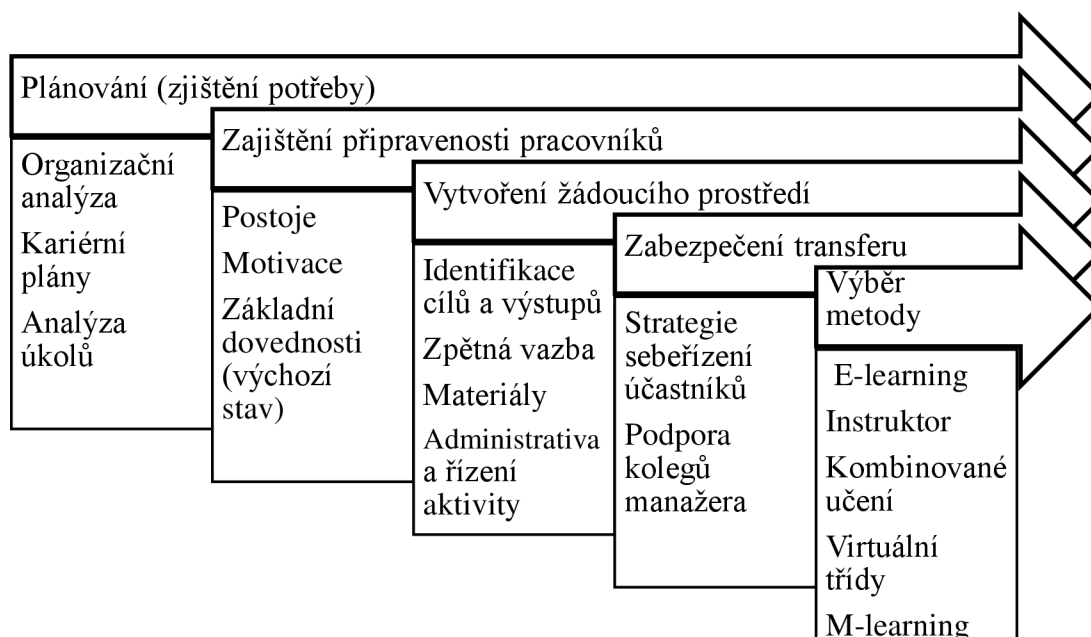 Plánování (zjištění potřeby)
Organizační
analýza
Kariérní
plány
Analýza
úkolů
Zajištění připravenosti pracovníků
Postoje
Motivace
Základní
dovednosti
(výchozí
stav)
Vytvoření žádoucího prostředí
Identifikace
cílů a výstupů
Zpětná vazba
Materiály
Administrativa
a řízení
aktivity
Zabezpečení transferu
Strategie
sebeřízení
účastníků
Podpora
kolegů
manažera
Výběr
metody
E-learning
Instruktor
Kombinované
učení
Virtuální
třídy
M-learning